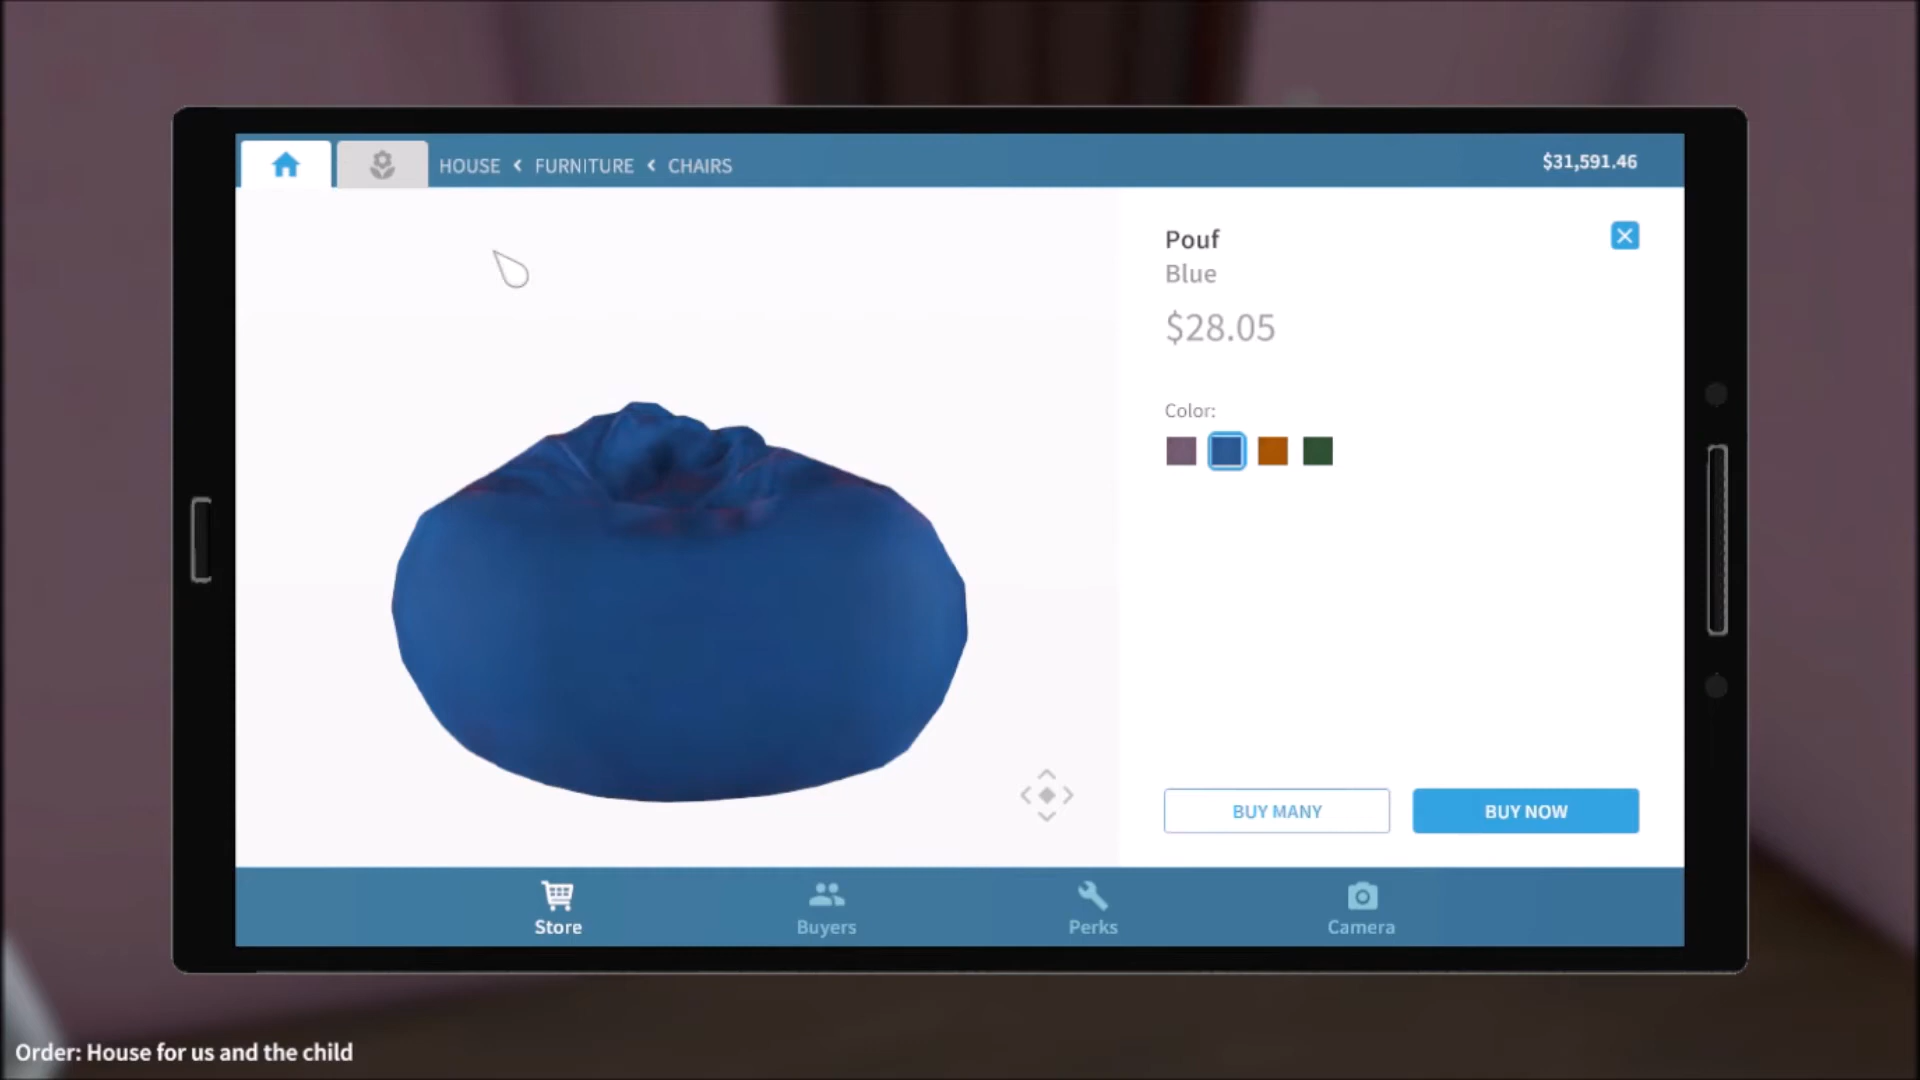 HOUSE < FURNITURE < CHAIRS
$31,591.46
Pouf
Blue
$28.05
Color:
BUY MANY
BUY NOW
Store
Buyers
Perks
Camera
Order: House for us and the child